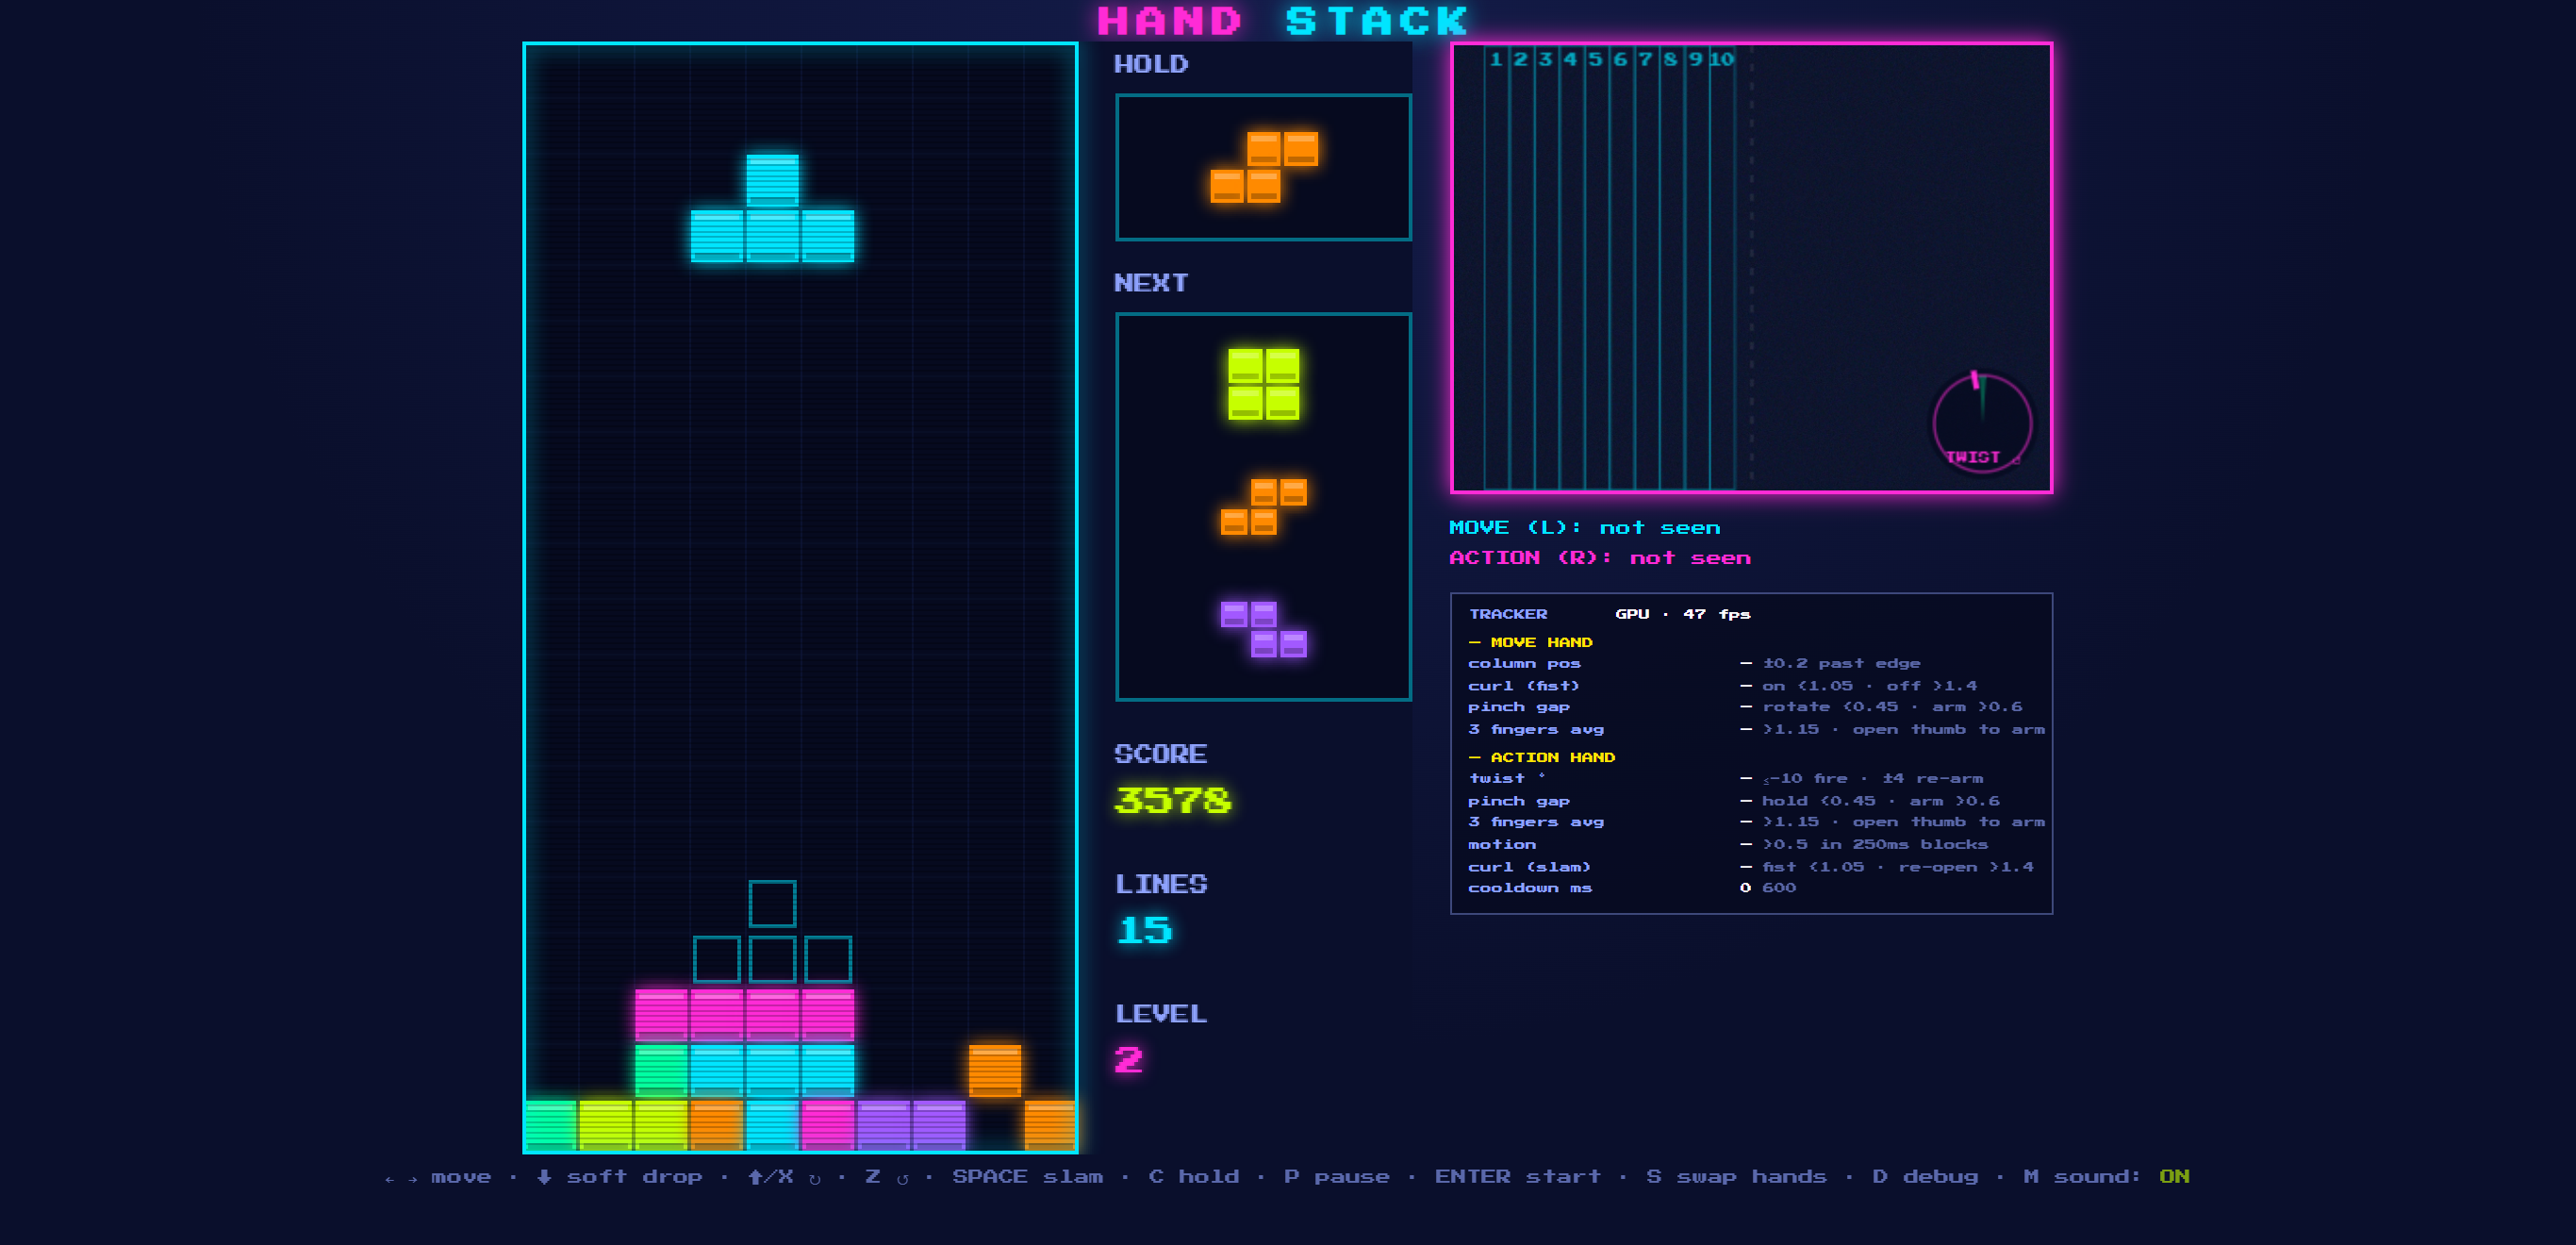 HAND STACK
HOLD
NEXT
SCORE
3578
LINES
15
LEVEL
2
1 2 3 4 5 6 7 8 9 10
TWIST
MOVE (L): not seen
ACTION (R): not seen
TRACKER GPU · 47 fps
— MOVE HAND
column pos — ±0.2 past edge
curl (fist) — on <1.05 · off >1.4
pinch gap — rotate <0.45 · arm >0.6
3 fingers avg — >1.15 · open thumb to arm
— ACTION HAND
twist ° — ≤-10 fire · ±4 re-arm
pinch gap — hold <0.45 · arm >0.6
3 fingers avg — >1.15 · open thumb to arm
motion — >0.5 in 250ms blocks
curl (slam) — fist <1.05 · re-open >1.4
cooldown ms 0 600
← → move · ⬇ soft drop · ⬆/X ↻ · Z ↺ · SPACE slam · C hold · P pause · ENTER start · S swap hands · D debug · M sound: ON